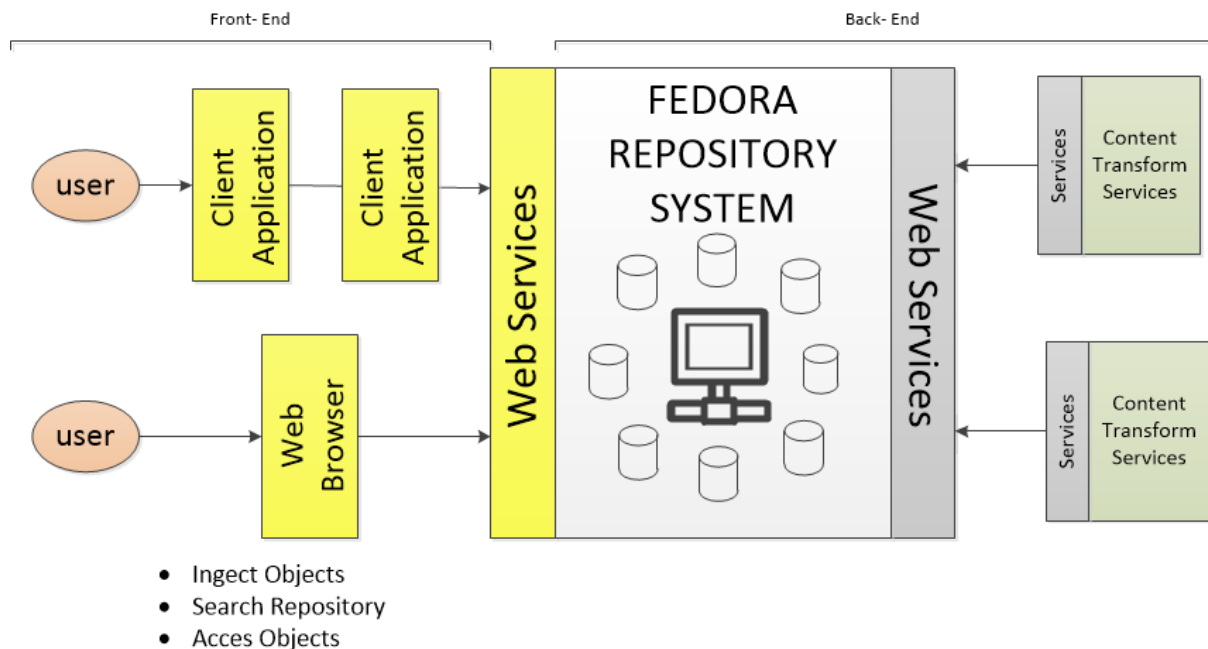 Front- End
Back- End
user
Client
Application
Client
Application
Web Services
FEDORA
REPOSITORY
SYSTEM
Web Services
Services
Content
Transform
Services
user
Web
Browser
Services
Content
Transform
Services
• Ingect Objects
• Search Repository
• Acces Objects